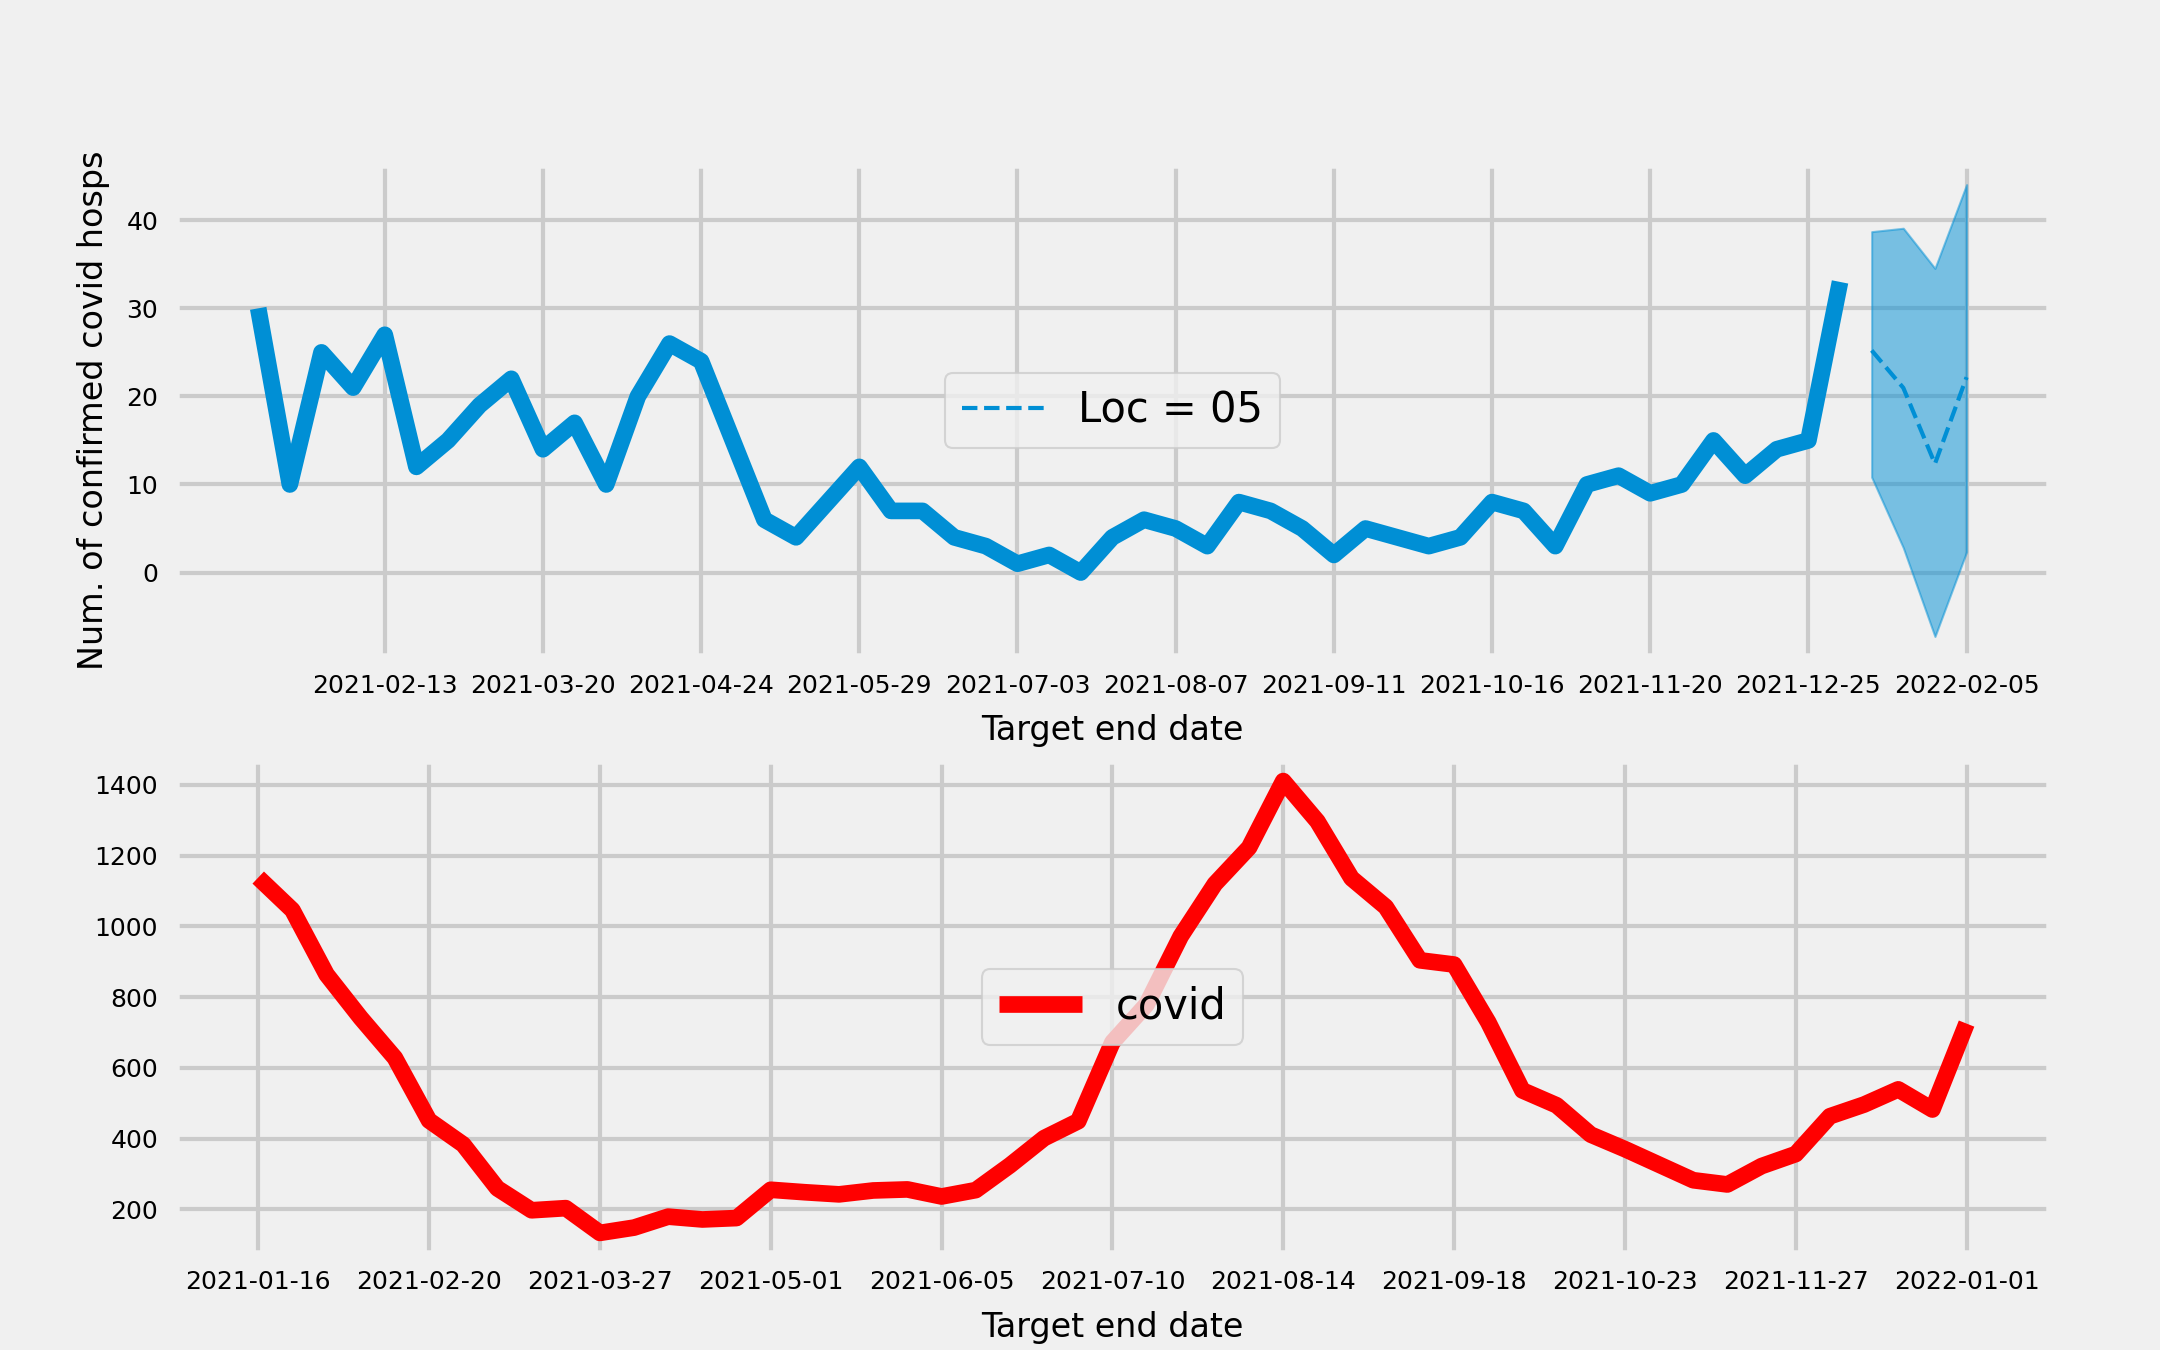 Num. of confirmed covid hosps
40
30
20
10
0
Loc = 05
2021-02-13 2021-03-20 2021-04-24 2021-05-29 2021-07-03 2021-08-07 2021-09-11 2021-10-16 2021-11-20 2021-12-25 2022-02-05
Target end date
1400
1200
1000
800
600
400
200
covid
2021-01-16 2021-02-20 2021-03-27 2021-05-01 2021-06-05 2021-07-10 2021-08-14 2021-09-18 2021-10-23 2021-11-27 2022-01-01
Target end date